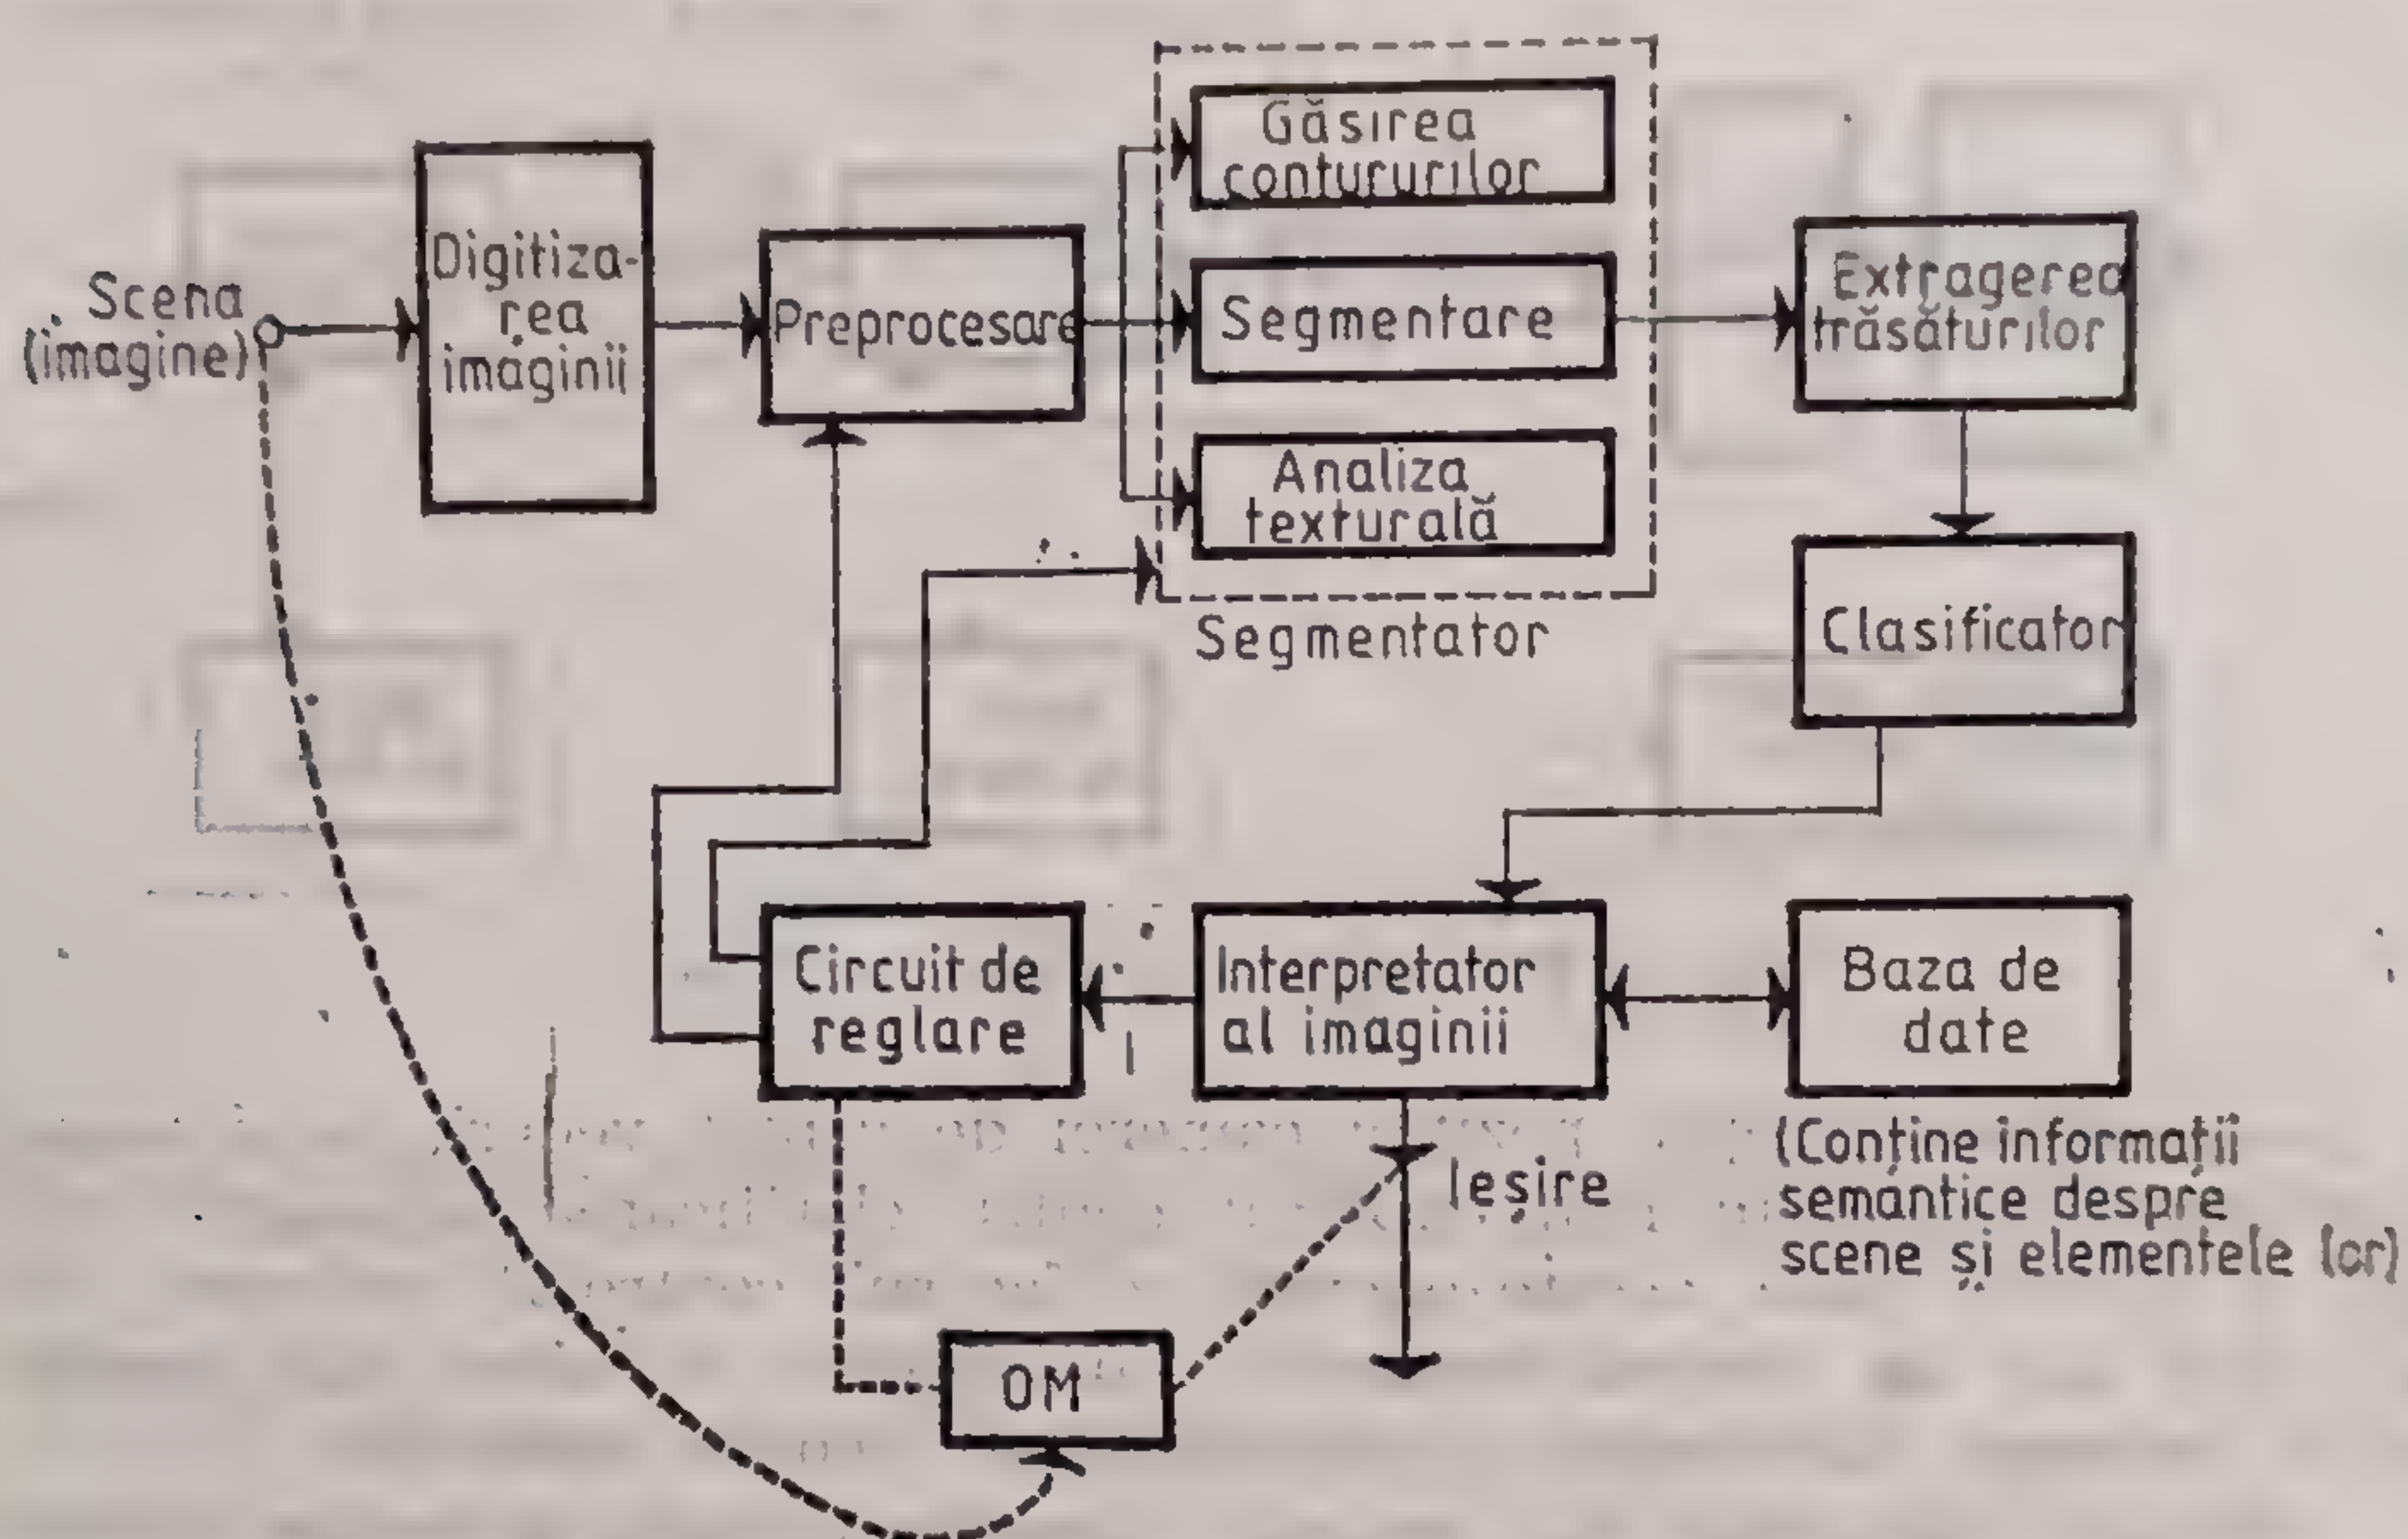 Scena
(imagine)
Digitiza-
rea
imaginii
Preprocesare
Găsirea
contururilor
Segmentare
Analiza
texturală
Segmentator
Extragerea
trăsăturilor
Clasificator
Circuit de
reglare
Interpretator
al imaginii
Baza de
date
(Conține informații
semantice despre
scene și elementele lor)
Ieșire
OM